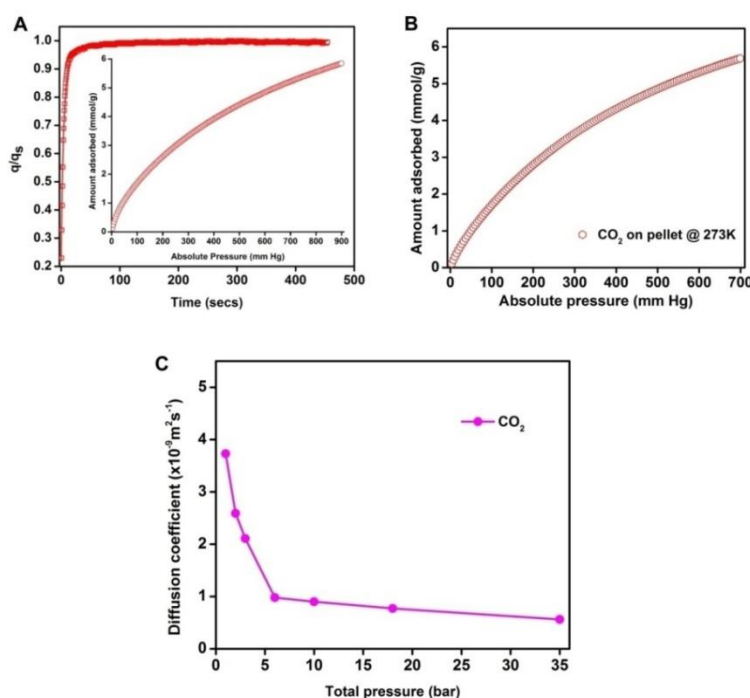 A
1.0
0.9
0.8
0.7
0.6
0.5
0.4
0.3
0.2
q/qs
0 100 200 300 400 500
Time (secs)
6
5
4
3
2
1
0
Amount adsorbed (mmol/g)
0 100 200 300 400 500 600 700 800 900
Absolute Pressure (mm Hg)
B
6
5
4
3
2
1
0
Amount adsorbed (mmol/g)
CO₂ on pellet @ 273K
0 100 200 300 400 500 600 700
Absolute pressure (mm Hg)
C
5
4
3
2
1
0
Diffusion coefficient (x10⁻⁹m²s⁻¹)
CO₂
0 5 10 15 20 25 30 35
Total pressure (bar)